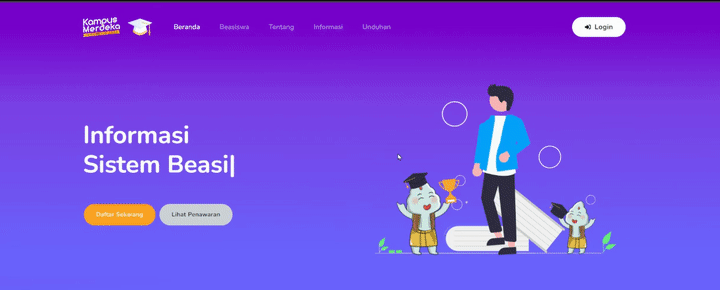 Kampus
Merdeka
Beranda
Beasiswa
Tentang
Informasi
Unduhan
Login
Informasi
Sistem Beasi
Daftar Sekarang
Lihat Penawaran